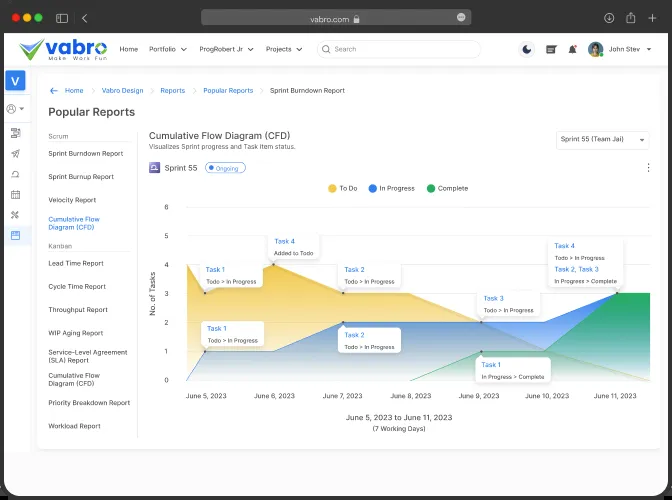 vabro.com
vabro
Make Work Fun
Home
Portfolio
ProgRobert Jr
Projects
Search
John Stev
V
Home
Vabro Design
Reports
Popular Reports
Sprint Burndown Report
Popular Reports
Scrum
Sprint Burndown Report
Sprint Burnup Report
Velocity Report
Cumulative Flow
Diagram (CFD)
Kanban
Lead Time Report
Cycle Time Report
Throughput Report
WIP Aging Report
Service-Level Agreement
(SLA) Report
Cumulative Flow
Diagram (CFD)
Priority Breakdown Report
Workload Report
Cumulative Flow Diagram (CFD)
Visualizes Sprint progress and Task Item status.
Sprint 55 (Team Jai)
Sprint 55
Ongoing
To Do
In Progress
Complete
No. of Tasks
6
5
4
3
2
1
0
Task 1
Todo > In Progress
Task 4
Added to Todo
Task 2
Todo > In Progress
Task 3
Todo > In Progress
Task 4
Todo > In Progress
Task 2, Task 3
In Progress > Complete
Task 1
Todo > In Progress
Task 2
Todo > In Progress
Task 1
In Progress > Complete
June 5, 2023
June 6, 2023
June 7, 2023
June 8, 2023
June 9, 2023
June 10, 2023
June 11, 2023
June 5, 2023 to June 11, 2023
(7 Working Days)